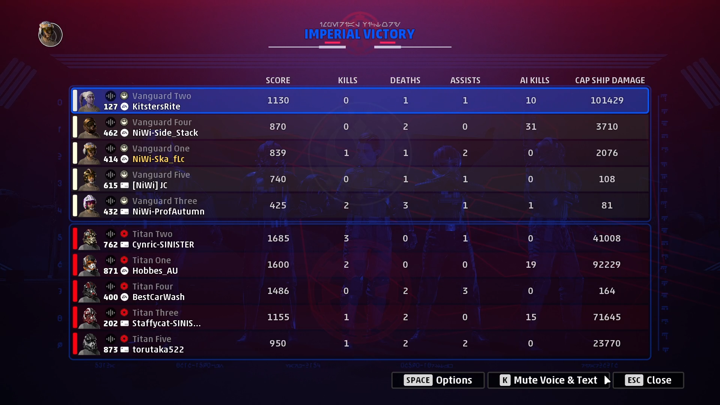 IMPERIAL VICTORY
SCORE KILLS DEATHS ASSISTS AI KILLS CAP SHIP DAMAGE
Vanguard Two
127 KitstersRite 1130 0 1 1 10 101429
Vanguard Four
462 NiWi-Side_Stack 870 0 2 0 31 3710
Vanguard One
414 NiWi-Ska_fLc 839 1 1 2 0 2076
Vanguard Five
615 [NiWi] JC 740 0 1 1 0 108
Vanguard Three
432 NiWi-ProfAutumn 425 2 3 1 1 81
Titan Two
762 Cynric-SINISTER 1685 3 0 1 0 41008
Titan One
871 Hobbes_AU 1600 2 0 0 19 92229
Titan Four
400 BestCarWash 1486 0 2 3 0 164
Titan Three
202 Staffycat-SINIS... 1155 1 2 0 15 71645
Titan Five
873 torutaka522 950 1 2 2 0 23770
SPACE Options K Mute Voice & Text ESC Close